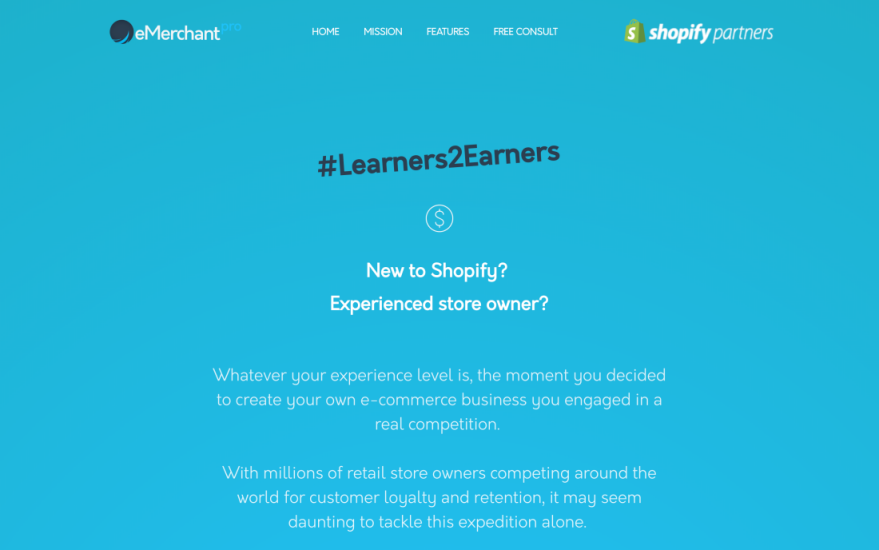 eMerchant pro
HOME MISSION FEATURES FREE CONSULT
shopify partners
#Learners2Earners
$
New to Shopify?
Experienced store owner?
Whatever your experience level is, the moment you decided
to create your own e-commerce business you engaged in a
real competition.
With millions of retail store owners competing around the
world for customer loyalty and retention, it may seem
daunting to tackle this expedition alone.